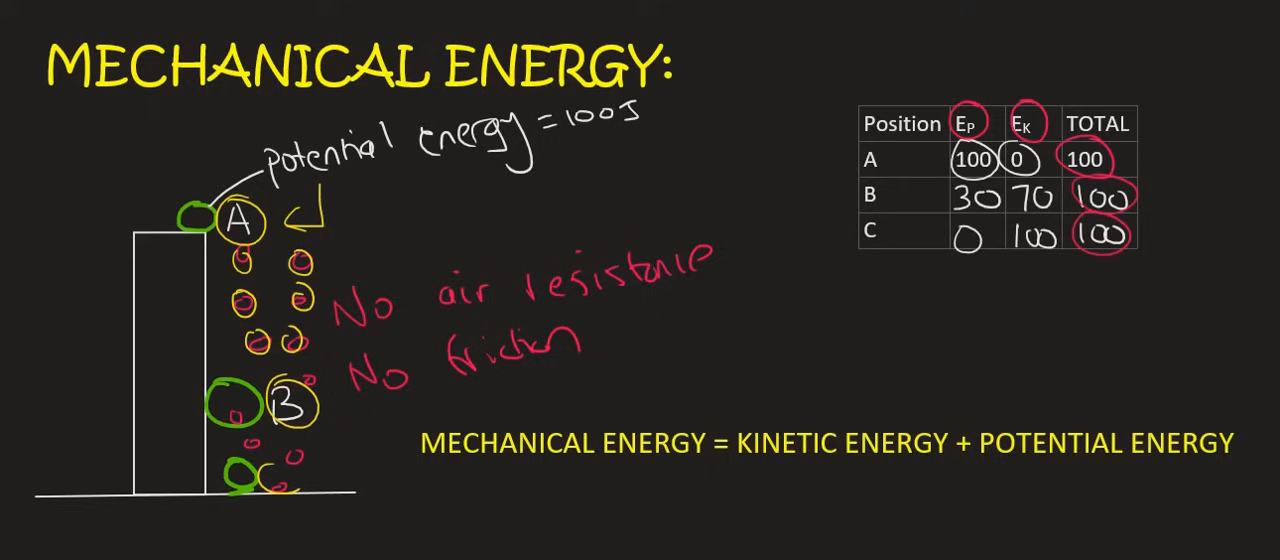 MECHANICAL ENERGY:
potential energy = 100J
Position EP EK TOTAL
A 100 0 100
B 30 70 100
C 0 100 100
A
No air resistance
No friction
B
MECHANICAL ENERGY = KINETIC ENERGY + POTENTIAL ENERGY
C